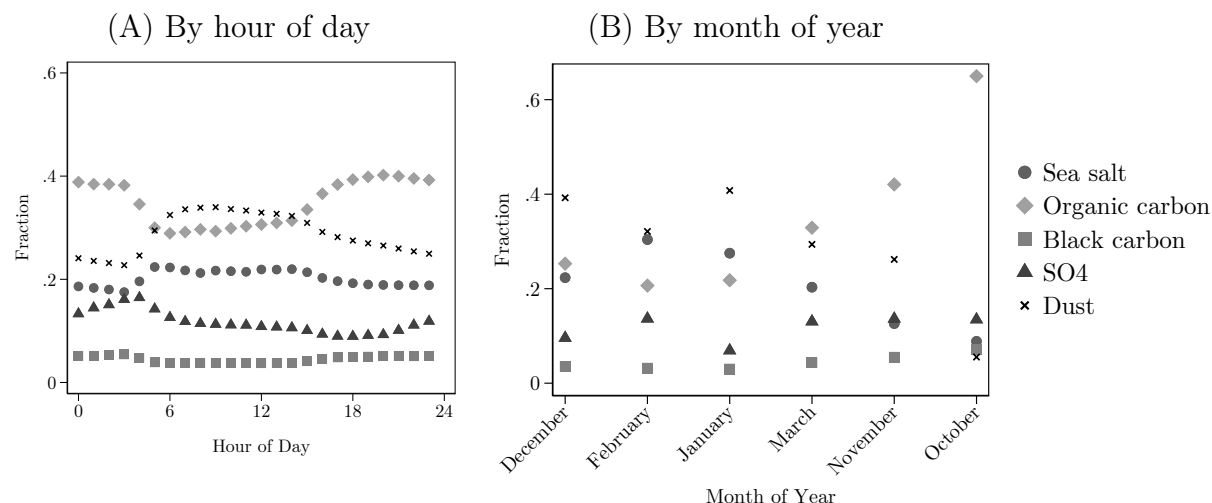 (A) By hour of day
(B) By month of year
.6
.4
.2
0
Fraction
0 6 12 18 24
Hour of Day
.6
.4
.2
0
Fraction
December
February
January
March
November
October
Month of Year
Sea salt
Organic carbon
Black carbon
SO4
Dust